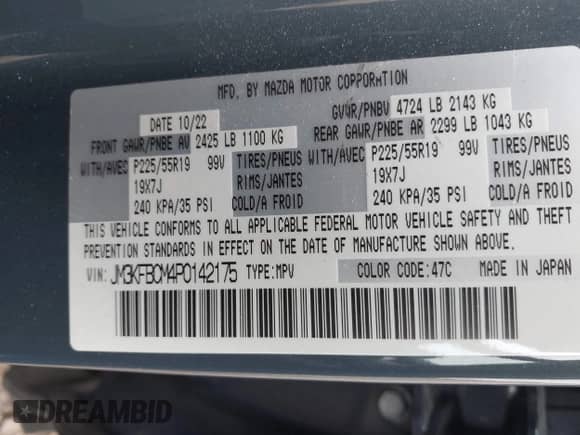 MFD. BY MAZDA MOTOR CORPORATION
DATE 10/22 GVWR/PNBV 4724 LB 2143 KG
FRONT GAWR/PNBE AV 2425 LB 1100 KG REAR GAWR/PNBE AR 2299 LB 1043 KG
WITH/AVEC P225/55R19 99V TIRES/PNEUS WITH/AVEC P225/55R19 99V TIRES/PNEUS
19X7J RIMS/JANTES 19X7J RIMS/JANTES
240 KPA/35 PSI COLD/A FROID 240 KPA/35 PSI COLD/A FROID
THIS VEHICLE CONFORMS TO ALL APPLICABLE FEDERAL MOTOR VEHICLE SAFETY AND THEFT
PREVENTION STANDARDS IN EFFECT ON THE DATE OF MANUFACTURE SHOWN ABOVE.
VIN: JM3KFBCM4P0142175 TYPE:MPV COLOR CODE:47C MADE IN JAPAN
DREAMBID